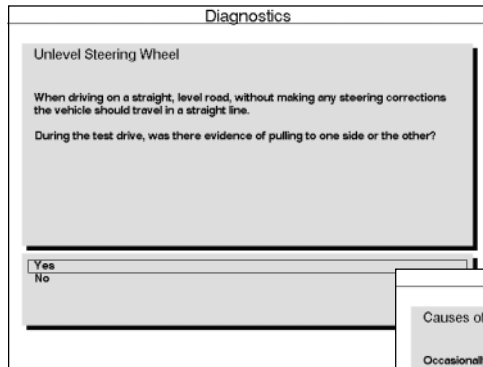 Diagnostics
Unlevel Steering Wheel
When driving on a straight, level road, without making any steering corrections
the vehicle should travel in a straight line.
During the test drive, was there evidence of pulling to one side or the other?
Yes
No
Causes of
Occasionally